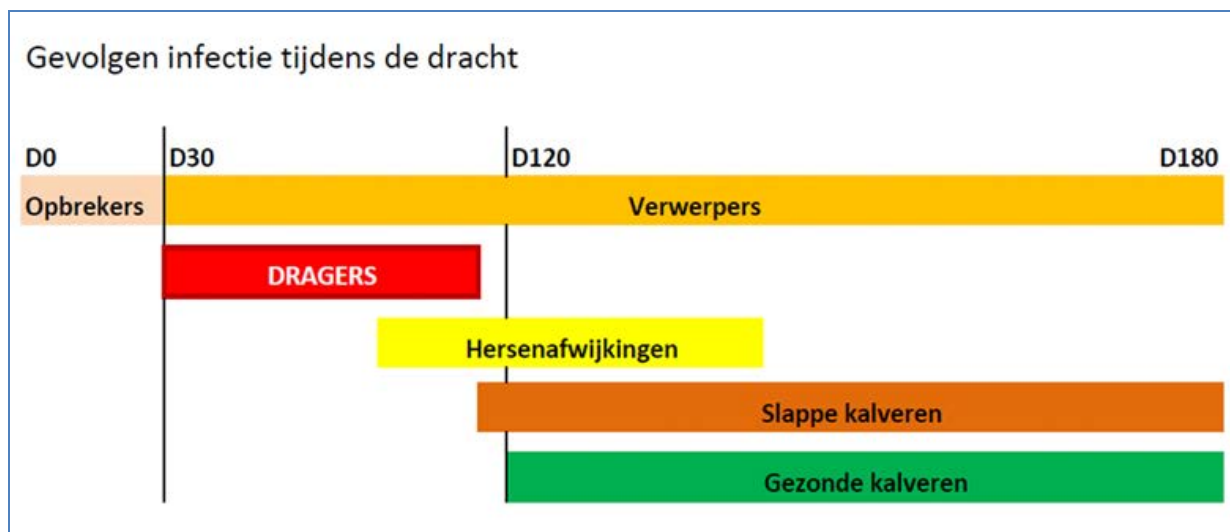 Gevolgen infectie tijdens de dracht
D0 D30 D120 D180
Opbrekers Verwerpers
DRAGERS
Hersenafwijkingen
Slappe kalveren
Gezonde kalveren